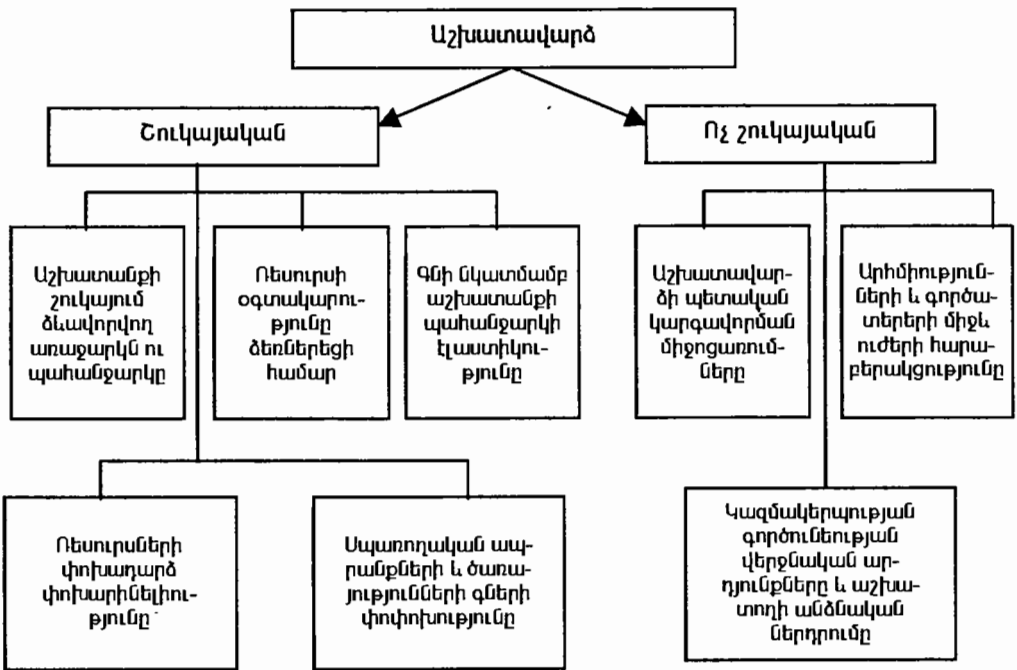 Աշխատավարձ
Շուկայական
Ոչ շուկայական
Աշխատանքի
շուկայում
ձևավորվող
առաջարկն ու
պահանջարկը
Ռեսուրսի
օգտակարու-
թյունը
ձեռներեցի
համար
Գնի նկատմամբ
աշխատանքի
պահանջարկի
էլաստիկու-
թյունը
Աշխատավար-
ձի պետական
կարգավորման
միջոցառում-
ները
Արհմիություն-
ների և գործա-
տերերի միջև
ուժերի հարա-
բերակցությունը
Ռեսուրսների
փոխադարձ
փոխարինելիու-
թյունը
Սպառողական ապ-
րանքների և ծառա-
յությունների գների
փոփոխությունը
Կազմակերպության
գործունեության
վերջնական ար-
դյունքները և աշխա-
տողի անձնական
ներդրումը